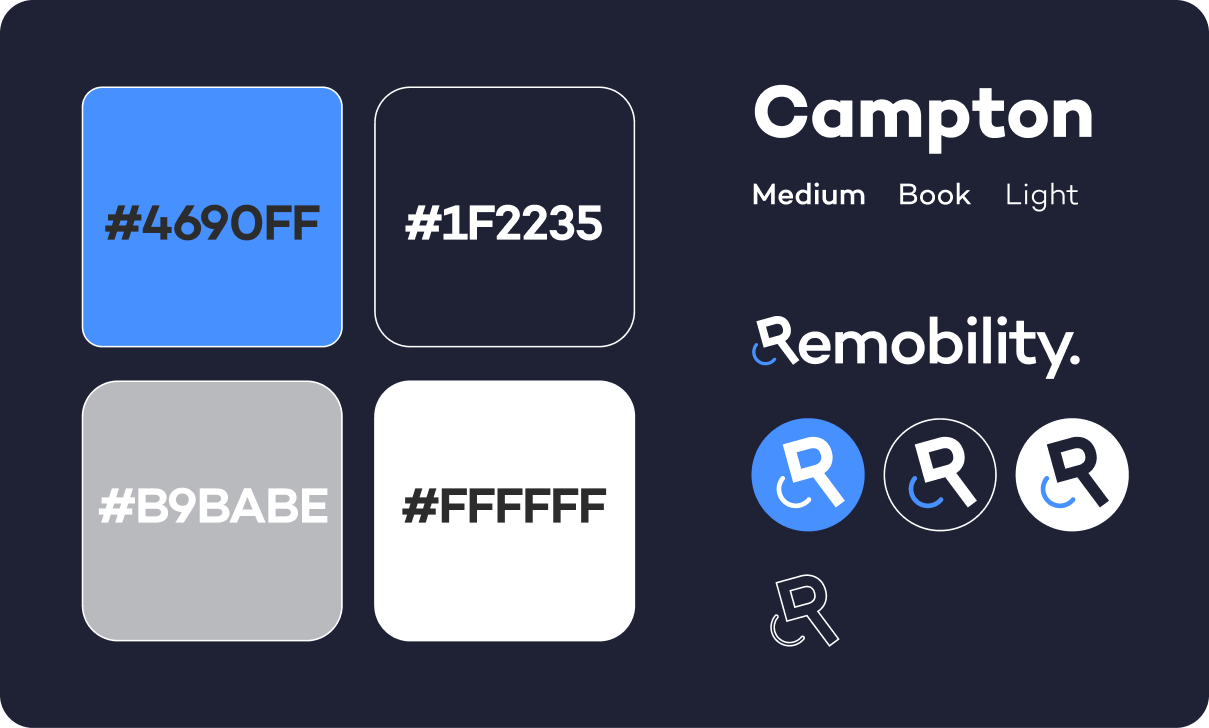 #4690FF
#1F2235
#B9BABE
#FFFFFF
Campton
Medium Book Light
Remobility.
R
R
R
R